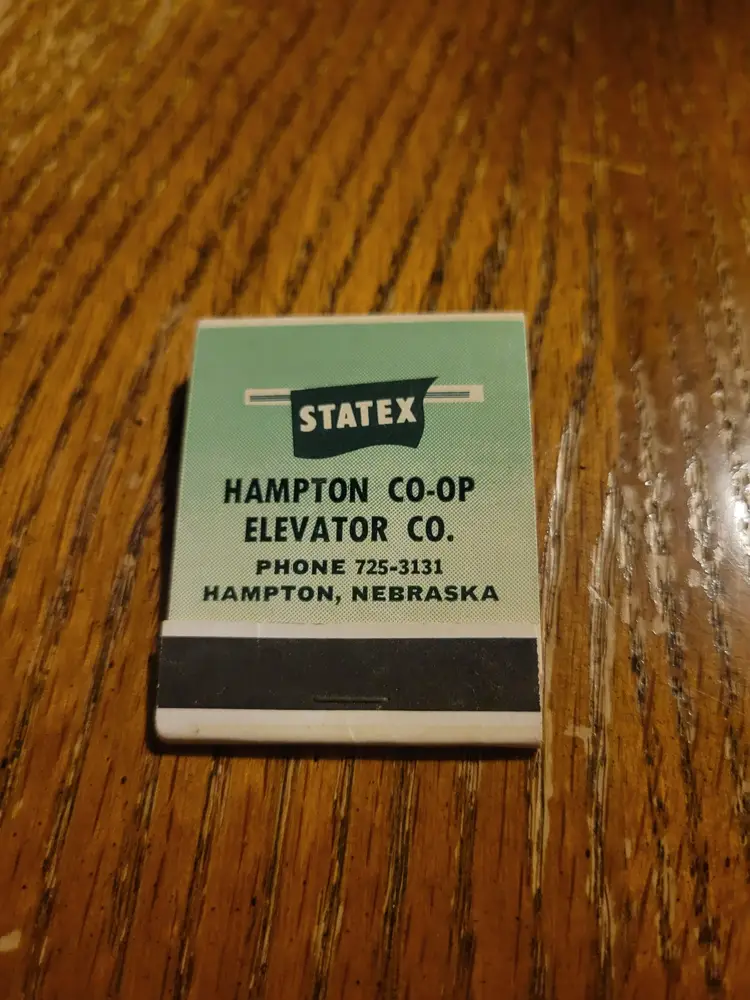 STATEX
HAMPTON CO-OP
ELEVATOR CO.
PHONE 725-3131
HAMPTON, NEBRASKA